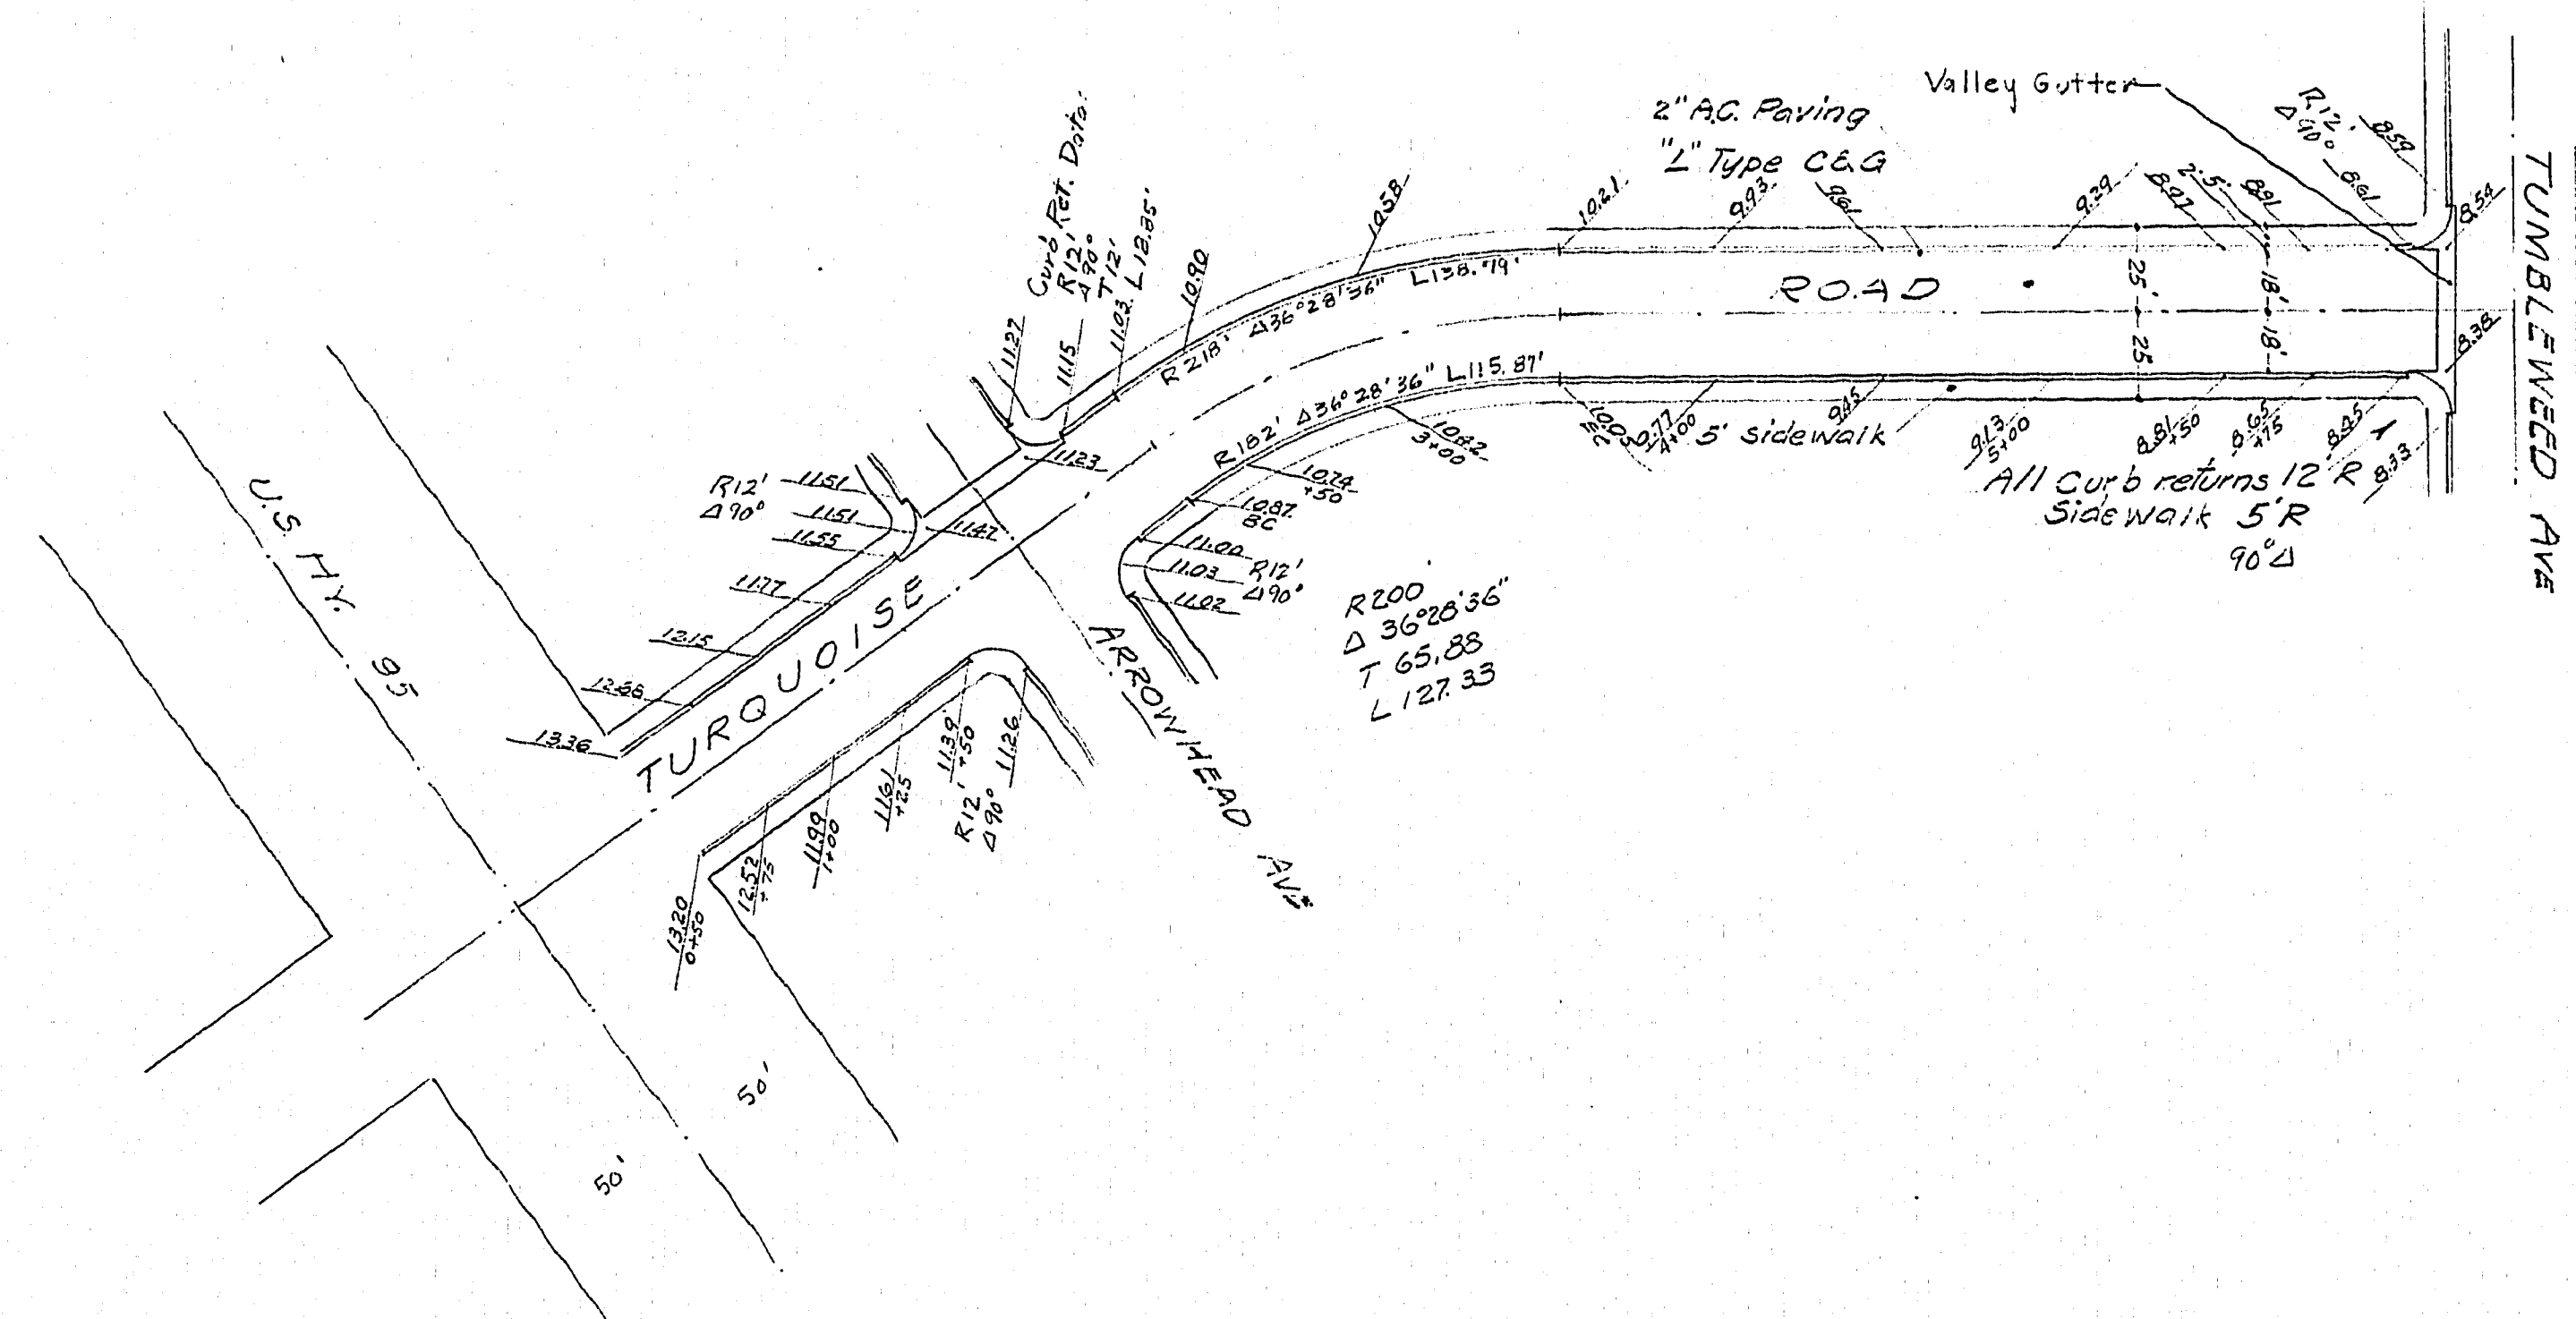 Valley Gutter
2" A.C. Paving
"L" Type C&G
R12'
Δ90°
8.59
8.61
8.54
8.38
TUMBLEWEED AVE
Curb Ret. Data:
R12'
Δ90°
T12'
L18.85'
11.27
11.15
11.03
10.90
10.58
10.21
9.93
9.61
9.29
8.97
2.5'
8.81
R218' Δ36°28'36" L138.79'
ROAD
25'
25'
18'
18'
R182' Δ36°28'36" L115.87'
10.42
3+00
EC
9.77
4+00
5' Sidewalk
9.45
9.13
5+00
8.81
+50
8.65
+75
8.45
8.33
All Curb returns 12' R
Sidewalk 5'R
90°Δ
11.23
R12'
Δ90°
11.51
11.51
11.55
11.47
11.77
12.15
12.68
13.36
10.74
+50
10.87
BC
11.00
11.03
11.02
R12'
Δ90°
R200'
Δ 36°28'36"
T 65.88
L 127.33
U.S. HY. 95
TURQUOISE
ARROWHEAD AVE
11.26
R12'
Δ90°
11.39
+50
11.61
+25
11.99
1+00
12.52
+75
13.20
0+50
50'
50'